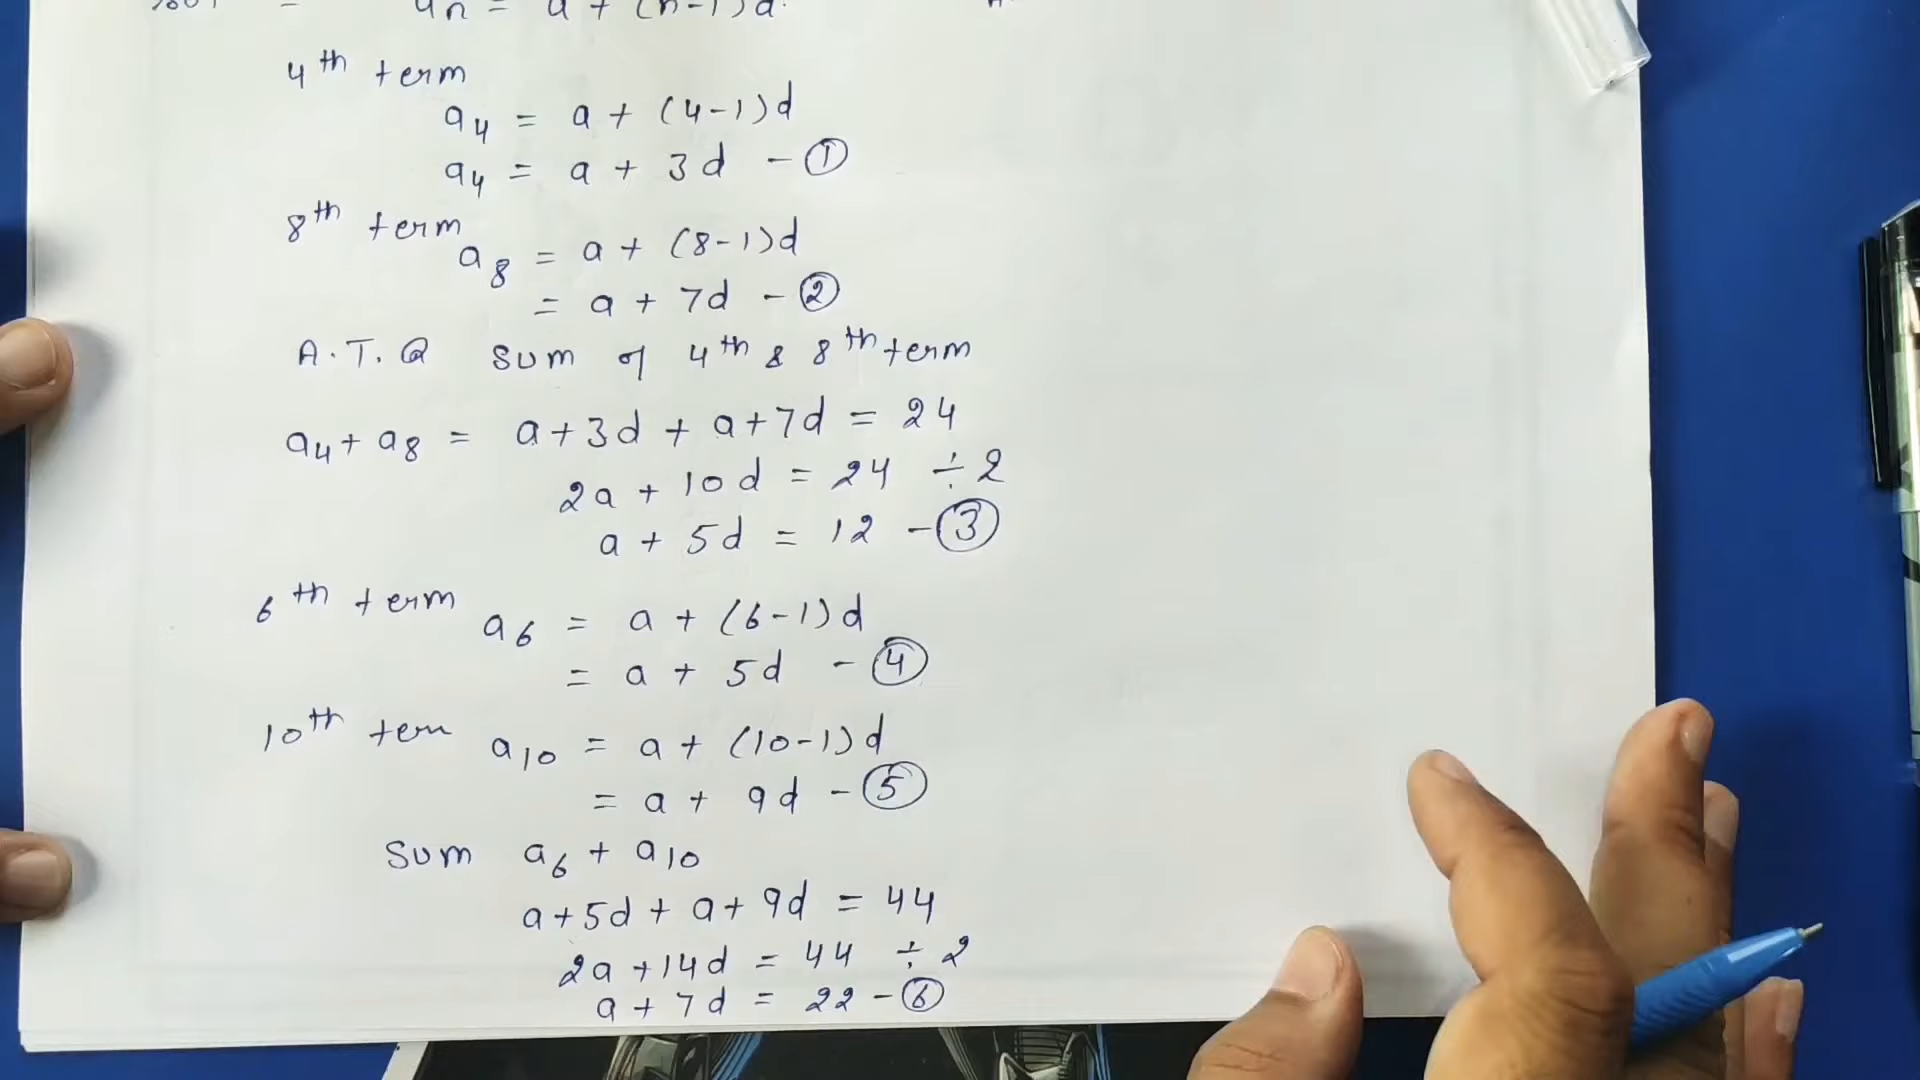 an = a + (n-1)d
4th term
a4 = a + (4-1)d
a4 = a + 3d - ①
8th term
a8 = a + (8-1)d
= a + 7d - ②
A.T.Q sum of 4th & 8th term
a4 + a8 = a+3d + a+7d = 24
2a + 10d = 24 ÷2
a + 5d = 12 - ③
6th term a6 = a + (6-1)d
= a + 5d - ④
10th term a10 = a + (10-1)d
= a + 9d - ⑤
Sum a6 + a10
a+5d + a+9d = 44
2a +14d = 44 ÷ 2
a + 7d = 22 - ⑥